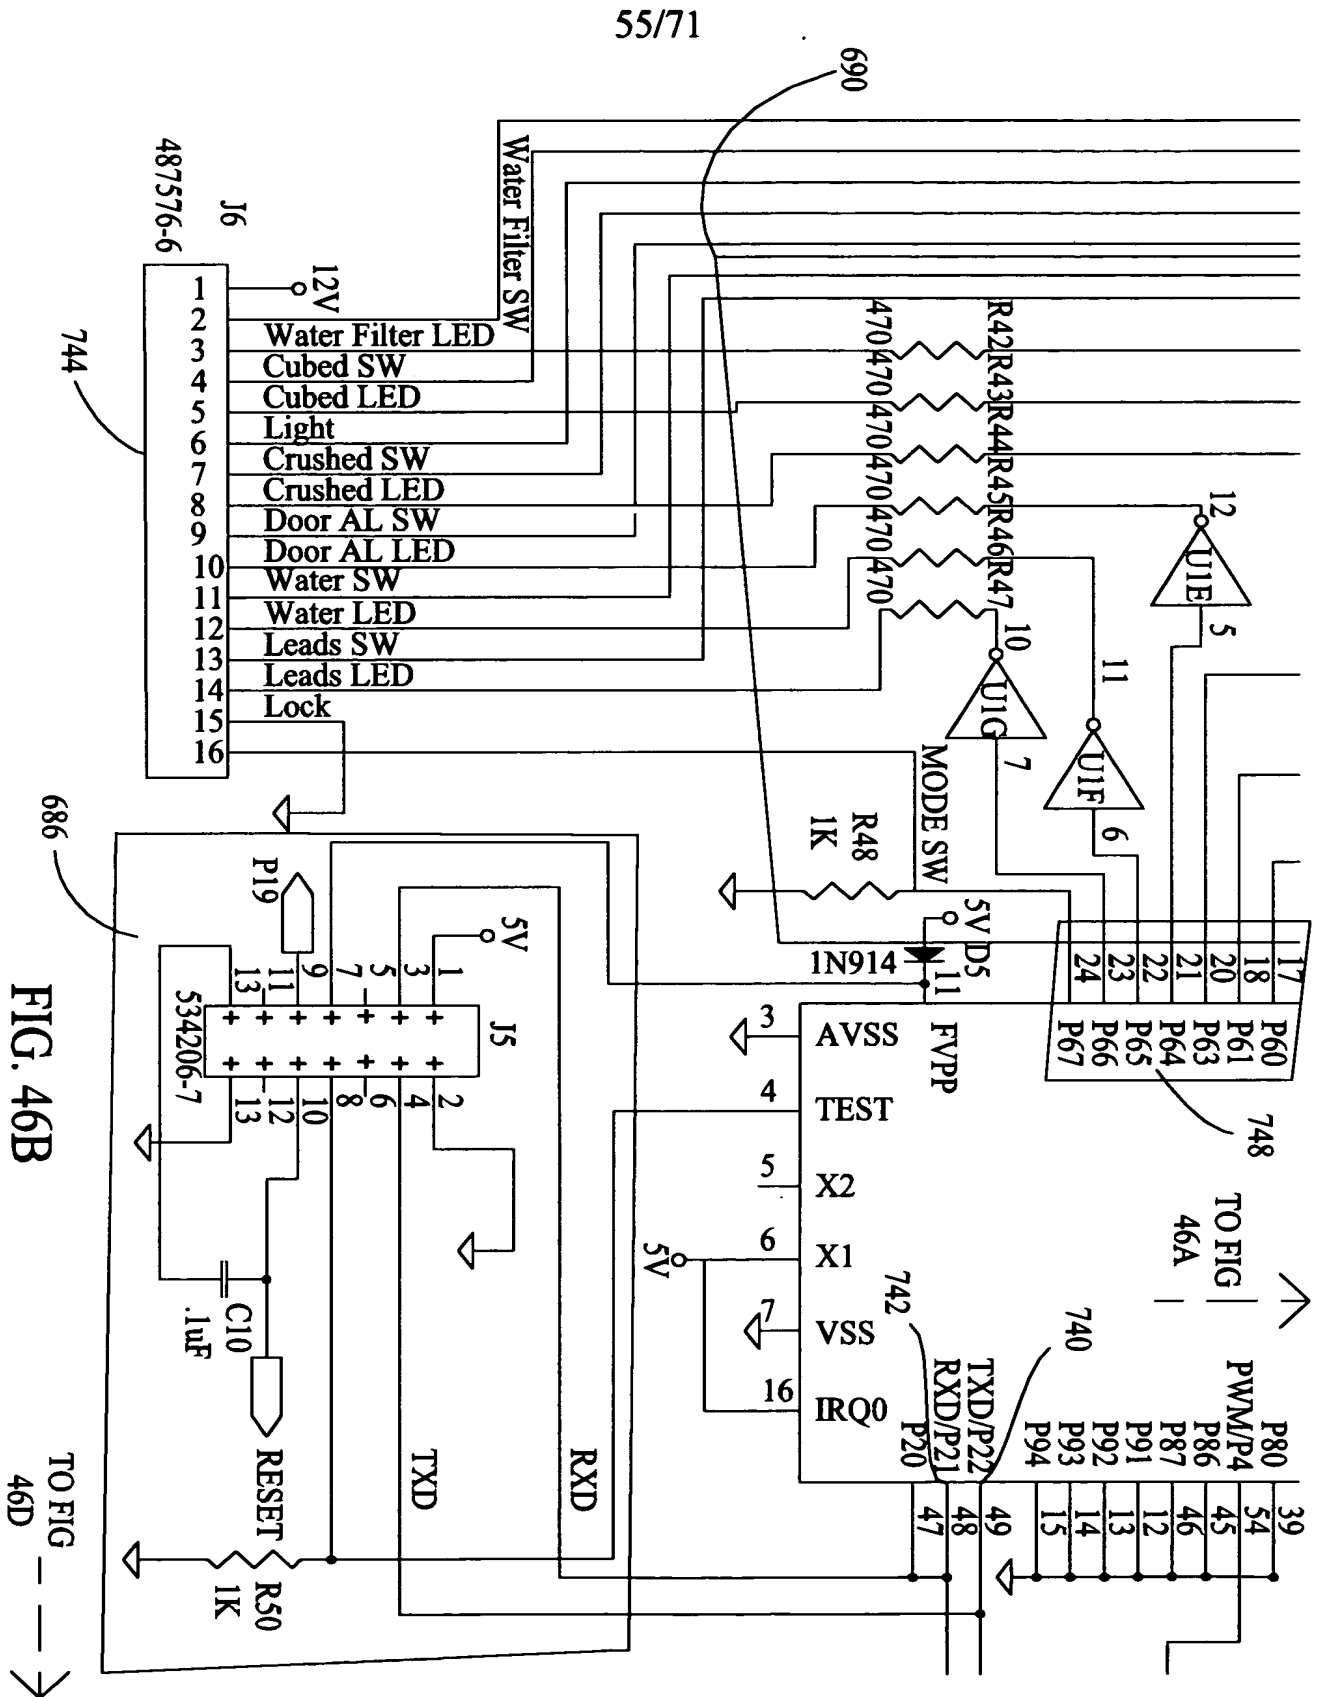 55/71
690
J6
487576-6
744
12V
Water Filter SW
1
2
Water Filter LED
3
Cubed SW
4
Cubed LED
5
Light
6
Crushed SW
7
Crushed LED
8
Door AL SW
9
Door AL LED
10
Water SW
11
Water LED
12
Leads SW
13
Leads LED
14
Lock
15
16
470
470
470
470
470
470
R42
R43
R44
R45
R46
R47
12
U1E
5
10
U1G
7
11
U1F
6
MODE SW
R48
1K
5V
D5
1N914
11
FVPP
17
18
20
21
22
23
24
P60
P61
P63
P64
P65
P66
P67
748
3
AVSS
4
TEST
5
X2
6
X1
5V
7
VSS
16
IRQ0
TO FIG
46A
742
740
P80
PWM/P4
P86
P87
P91
P92
P93
P94
TXD/P22
RXD/P21
P20
39
54
45
46
12
13
14
15
49
48
47
686
P19
5V
1
3
5
7
9
11
13
J5
534206-7
2
4
6
8
10
12
13
C10
.1uF
RESET
TXD
RXD
R50
1K
FIG. 46B
TO FIG
46D